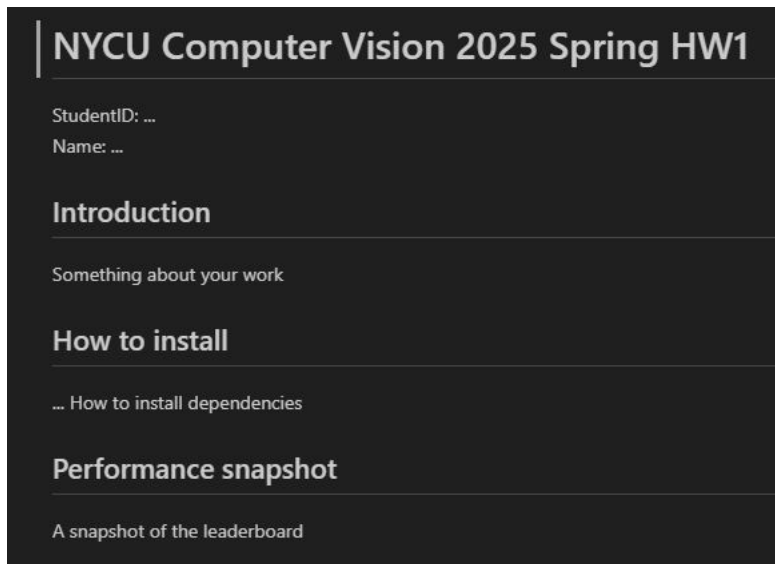 NYCU Computer Vision 2025 Spring HW1
StudentID: ...
Name: ...
Introduction
Something about your work
How to install
... How to install dependencies
Performance snapshot
A snapshot of the leaderboard